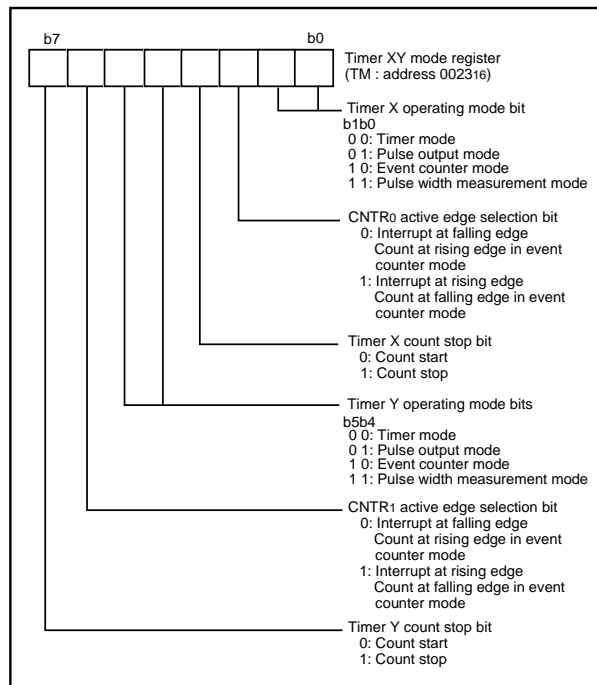 b7 b0
Timer XY mode register
(TM : address 002316)
Timer X operating mode bit
b1b0
0 0: Timer mode
0 1: Pulse output mode
1 0: Event counter mode
1 1: Pulse width measurement mode
CNTR0 active edge selection bit
0: Interrupt at falling edge
Count at rising edge in event
counter mode
1: Interrupt at rising edge
Count at falling edge in event
counter mode
Timer X count stop bit
0: Count start
1: Count stop
Timer Y operating mode bits
b5b4
0 0: Timer mode
0 1: Pulse output mode
1 0: Event counter mode
1 1: Pulse width measurement mode
CNTR1 active edge selection bit
0: Interrupt at falling edge
Count at rising edge in event
counter mode
1: Interrupt at rising edge
Count at falling edge in event
counter mode
Timer Y count stop bit
0: Count start
1: Count stop